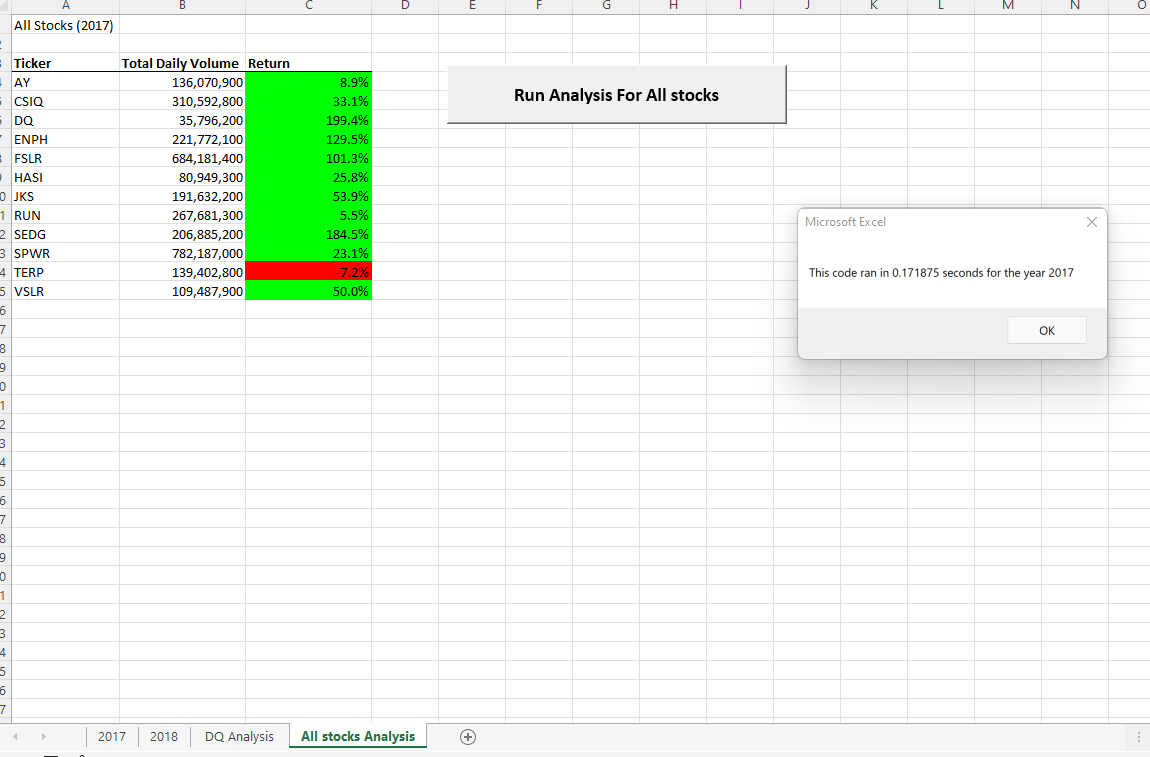 A B C D E F G H I J K L M N O
All Stocks (2017)
Ticker Total Daily Volume Return
AY 136,070,900 8.9%
CSIQ 310,592,800 33.1%
DQ 35,796,200 199.4%
ENPH 221,772,100 129.5%
FSLR 684,181,400 101.3%
HASI 80,949,300 25.8%
JKS 191,632,200 53.9%
RUN 267,681,300 5.5%
SEDG 206,885,200 184.5%
SPWR 782,187,000 23.1%
TERP 139,402,800 -7.2%
VSLR 109,487,900 50.0%
Run Analysis For All stocks
Microsoft Excel
This code ran in 0.171875 seconds for the year 2017
OK
2017 2018 DQ Analysis All stocks Analysis